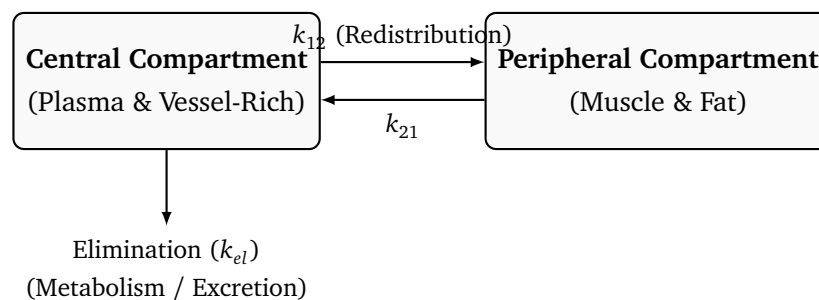 k₁₂ (Redistribution)
Central Compartment
(Plasma & Vessel-Rich)
Peripheral Compartment
(Muscle & Fat)
k₂₁
Elimination (kₑₗ)
(Metabolism / Excretion)